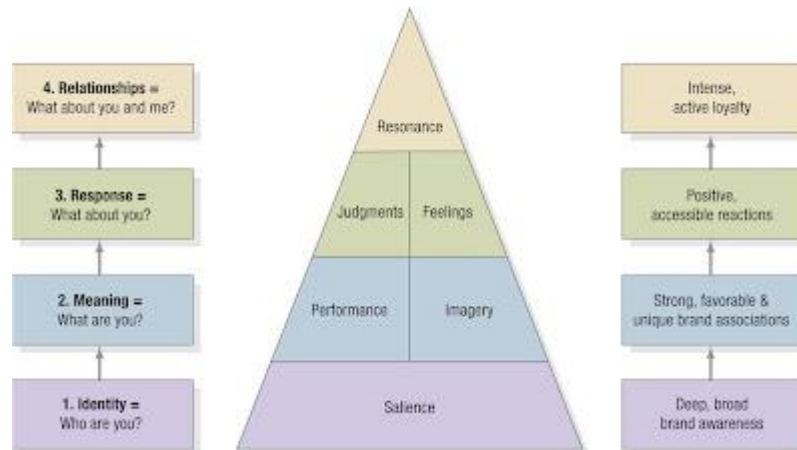 4. Relationships =
What about you and me?
3. Response =
What about you?
2. Meaning =
What are you?
1. Identity =
Who are you?
Resonance
Judgments
Feelings
Performance
Imagery
Salience
Intense,
active loyalty
Positive,
accessible reactions
Strong, favorable &
unique brand associations
Deep, broad
brand awareness